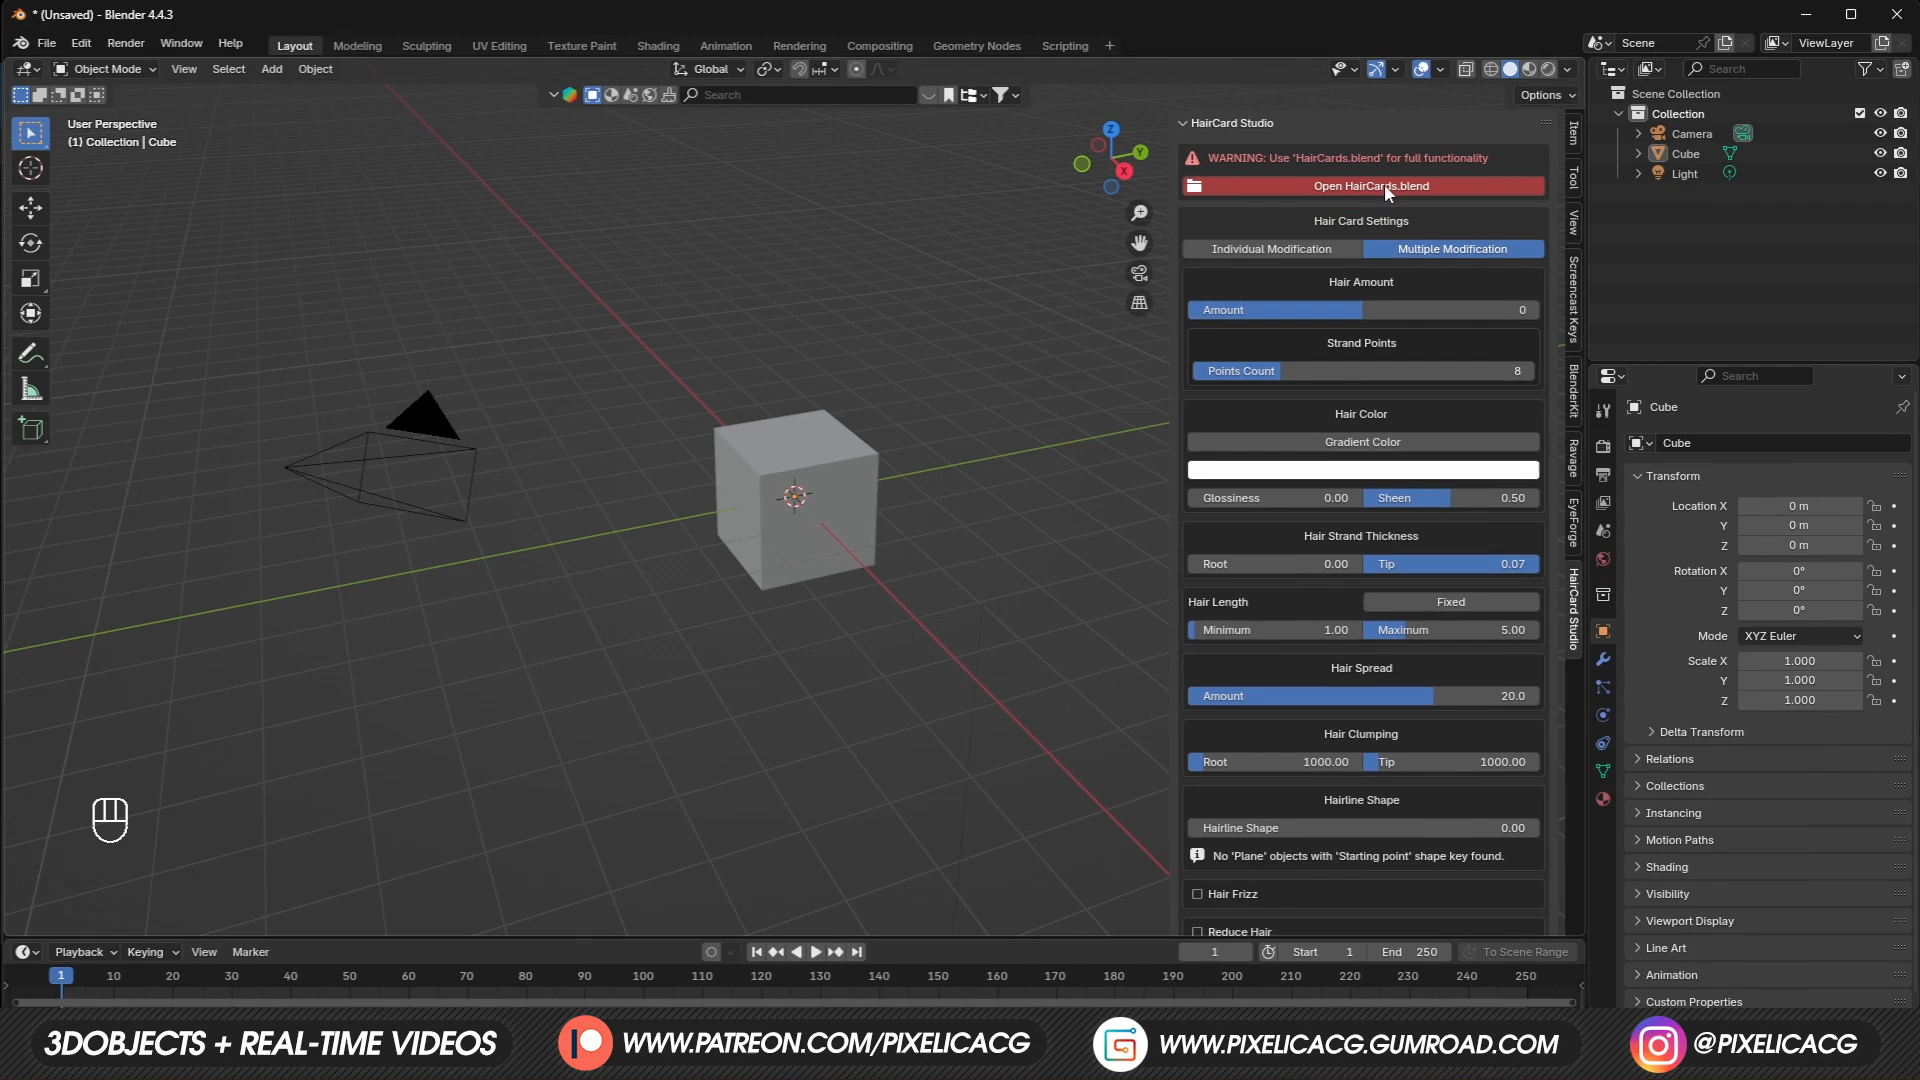 * (Unsaved) - Blender 4.4.3
File Edit Render Window Help Layout Modeling Sculpting UV Editing Texture Paint Shading Animation Rendering Compositing Geometry Nodes Scripting + Scene ViewLayer
Object Mode View Select Add Object Global Search
Search Options
User Perspective
(1) Collection | Cube
Z
Y
X
HairCard Studio
WARNING: Use 'HairCards.blend' for full functionality
Open HairCards.blend
Hair Card Settings
Individual Modification Multiple Modification
Hair Amount
Amount 0
Strand Points
Points Count 8
Hair Color
Gradient Color
Glossiness 0.00 Sheen 0.50
Hair Strand Thickness
Root 0.00 Tip 0.07
Hair Length Fixed
Minimum 1.00 Maximum 5.00
Hair Spread
Amount 20.0
Hair Clumping
Root 1000.00 Tip 1000.00
Hairline Shape
Hairline Shape 0.00
No 'Plane' objects with 'Starting point' shape key found.
Hair Frizz
Reduce Hair
Item
Tool
View
Screencast Keys
BlenderKit
Ravage
EyeForge
HairCard Studio
Scene Collection
Collection
Camera
Cube
Light
Search
Cube
Cube
Transform
Location X 0 m
Y 0 m
Z 0 m
Rotation X 0°
Y 0°
Z 0°
Mode XYZ Euler
Scale X 1.000
Y 1.000
Z 1.000
Delta Transform
Relations
Collections
Instancing
Motion Paths
Shading
Visibility
Viewport Display
Line Art
Animation
Custom Properties
Playback Keying View Marker 1 Start 1 End 250 To Scene Range
1 10 20 30 40 50 60 70 80 90 100 110 120 130 140 150 160 170 180 190 200 210 220 230 240 250
3DOBJECTS + REAL-TIME VIDEOS WWW.PATREON.COM/PIXELICACG WWW.PIXELICACG.GUMROAD.COM @PIXELICACG